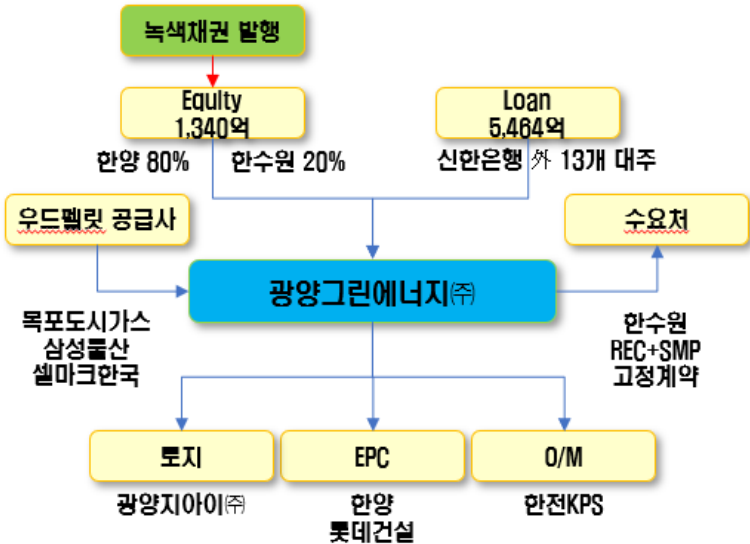 녹색채권 발행
Equity
1,340억
Loan
5,464억
한양 80%
한수원 20%
신한은행 外 13개 대주
우드펠릿 공급사
수요처
광양그린에너지㈜
목포도시가스
삼성물산
셀마크한국
한수원
REC+SMP
고정계약
토지
EPC
O/M
광양지아이㈜
한양
롯데건설
한전KPS